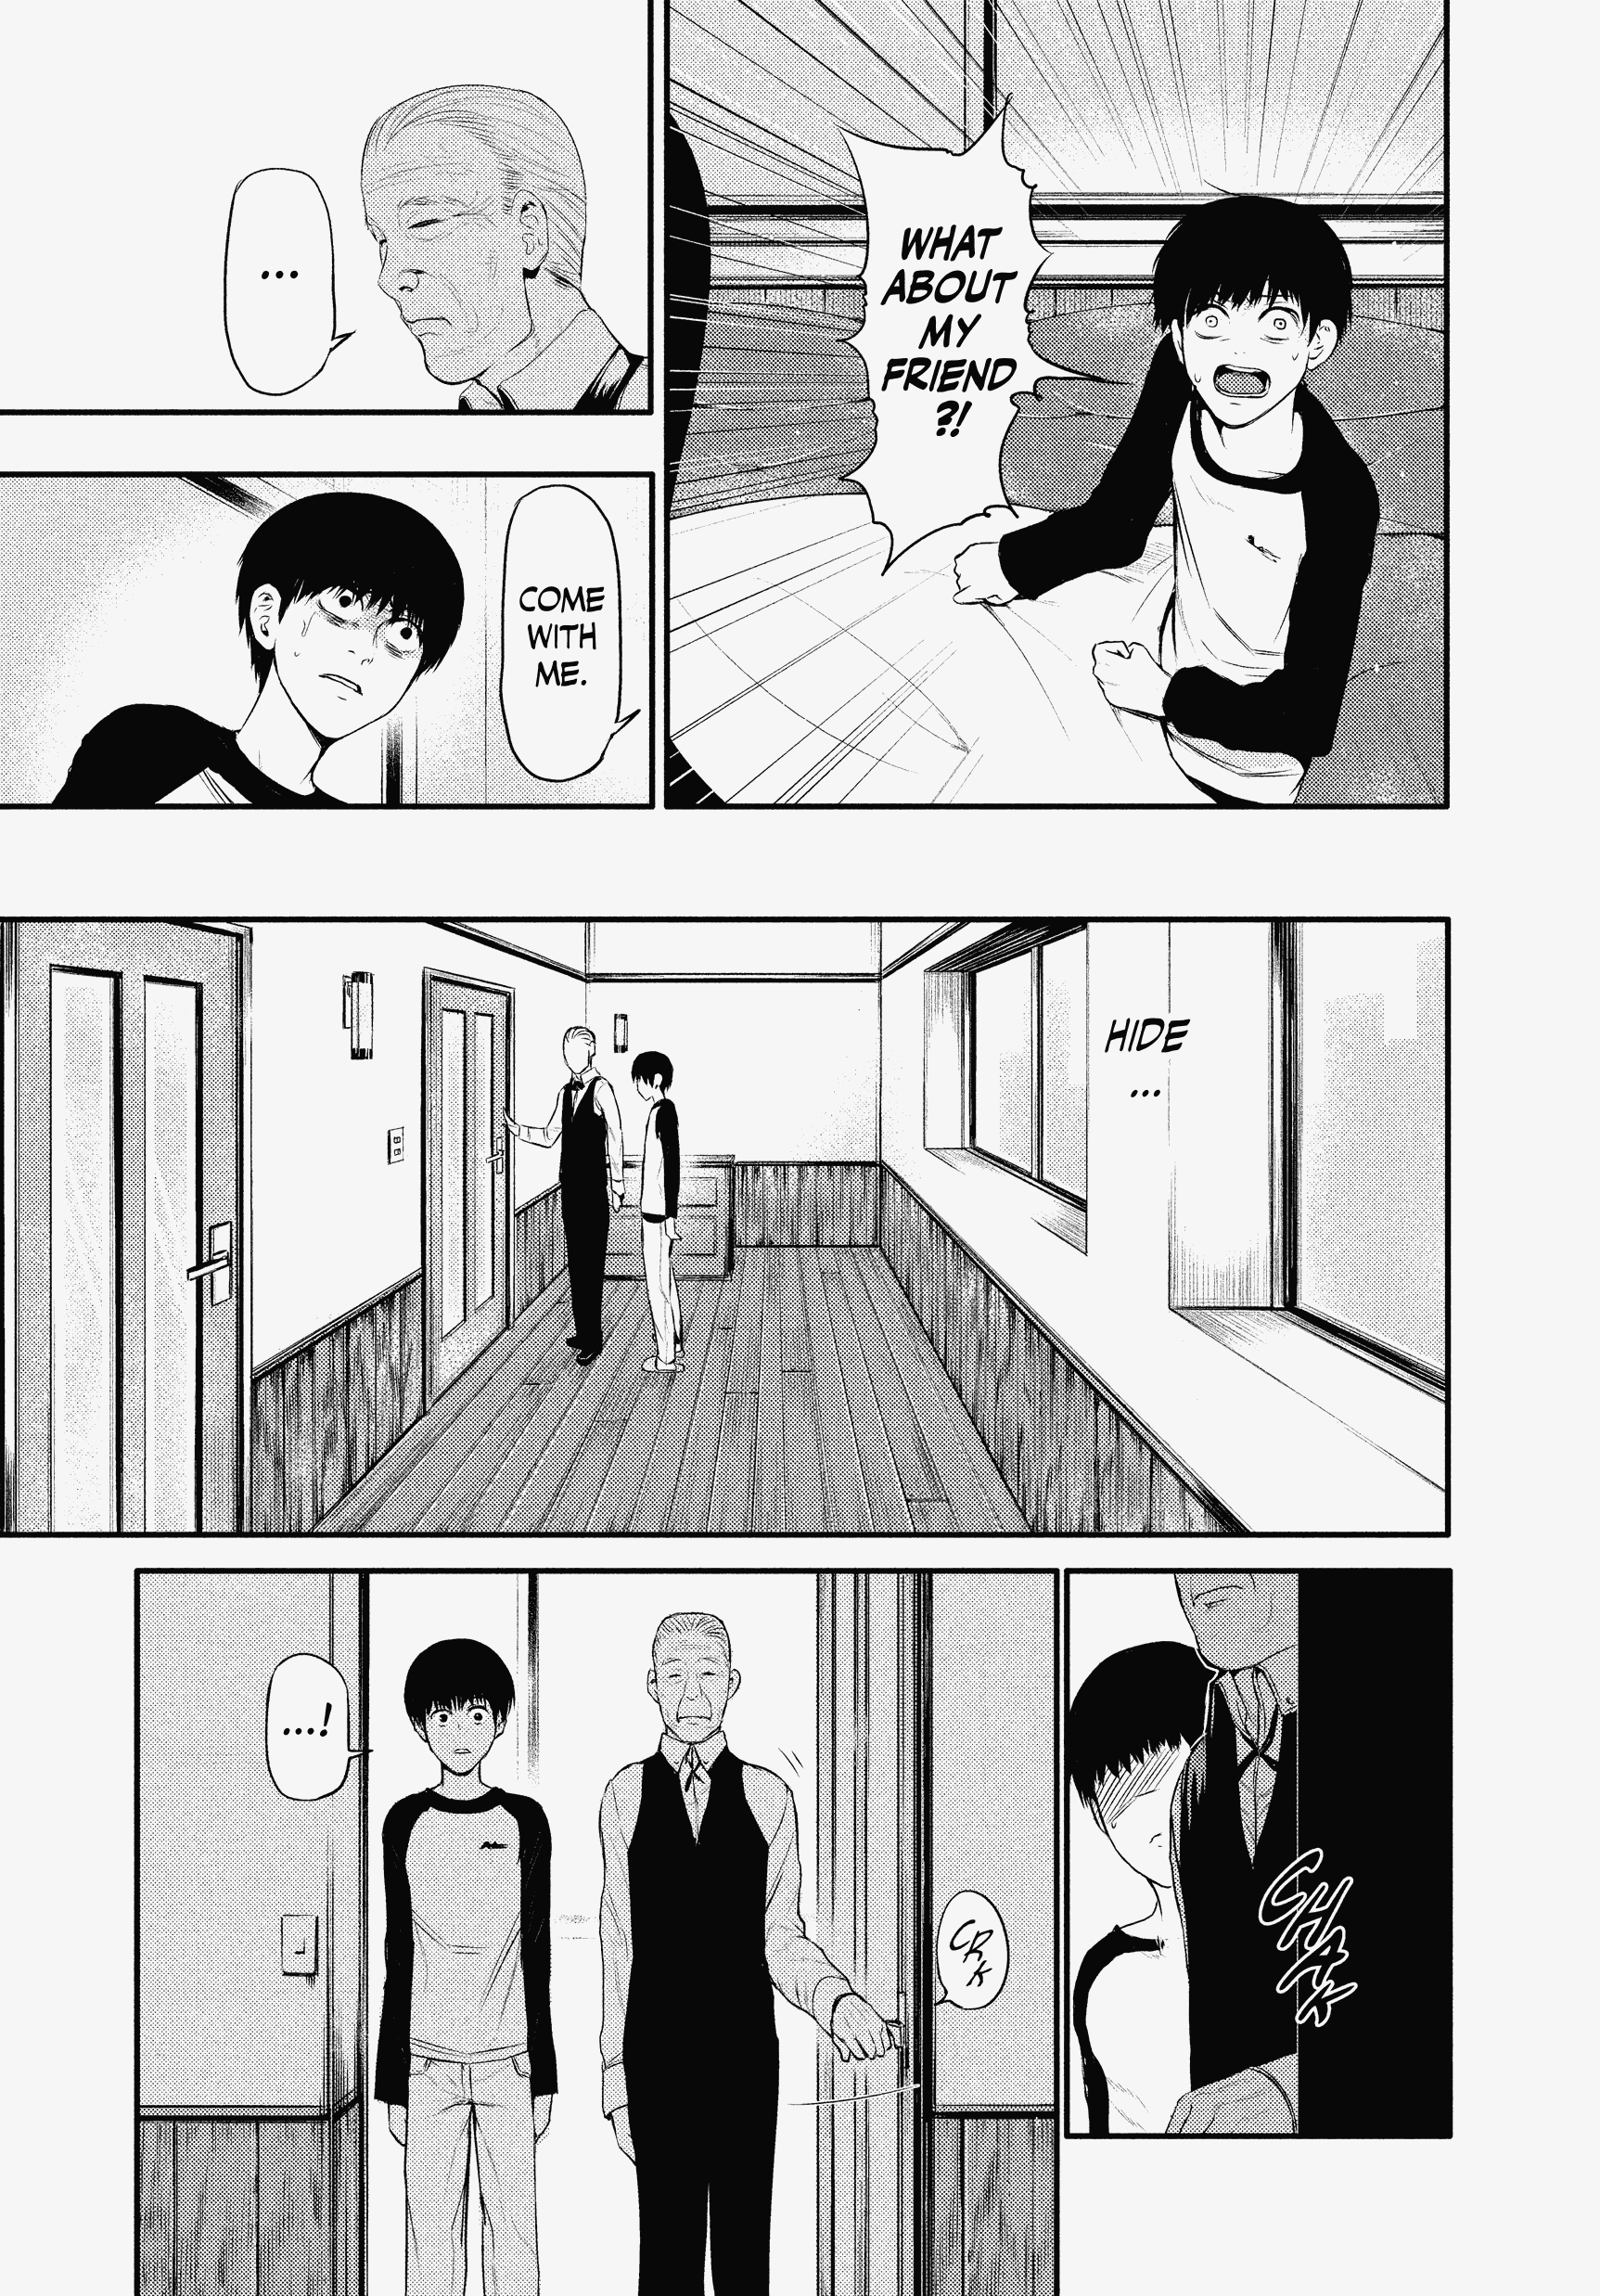 WHAT
ABOUT
MY
FRIEND
?!
...
COME
WITH
ME.
HIDE
...
CHAK
CRK
...!